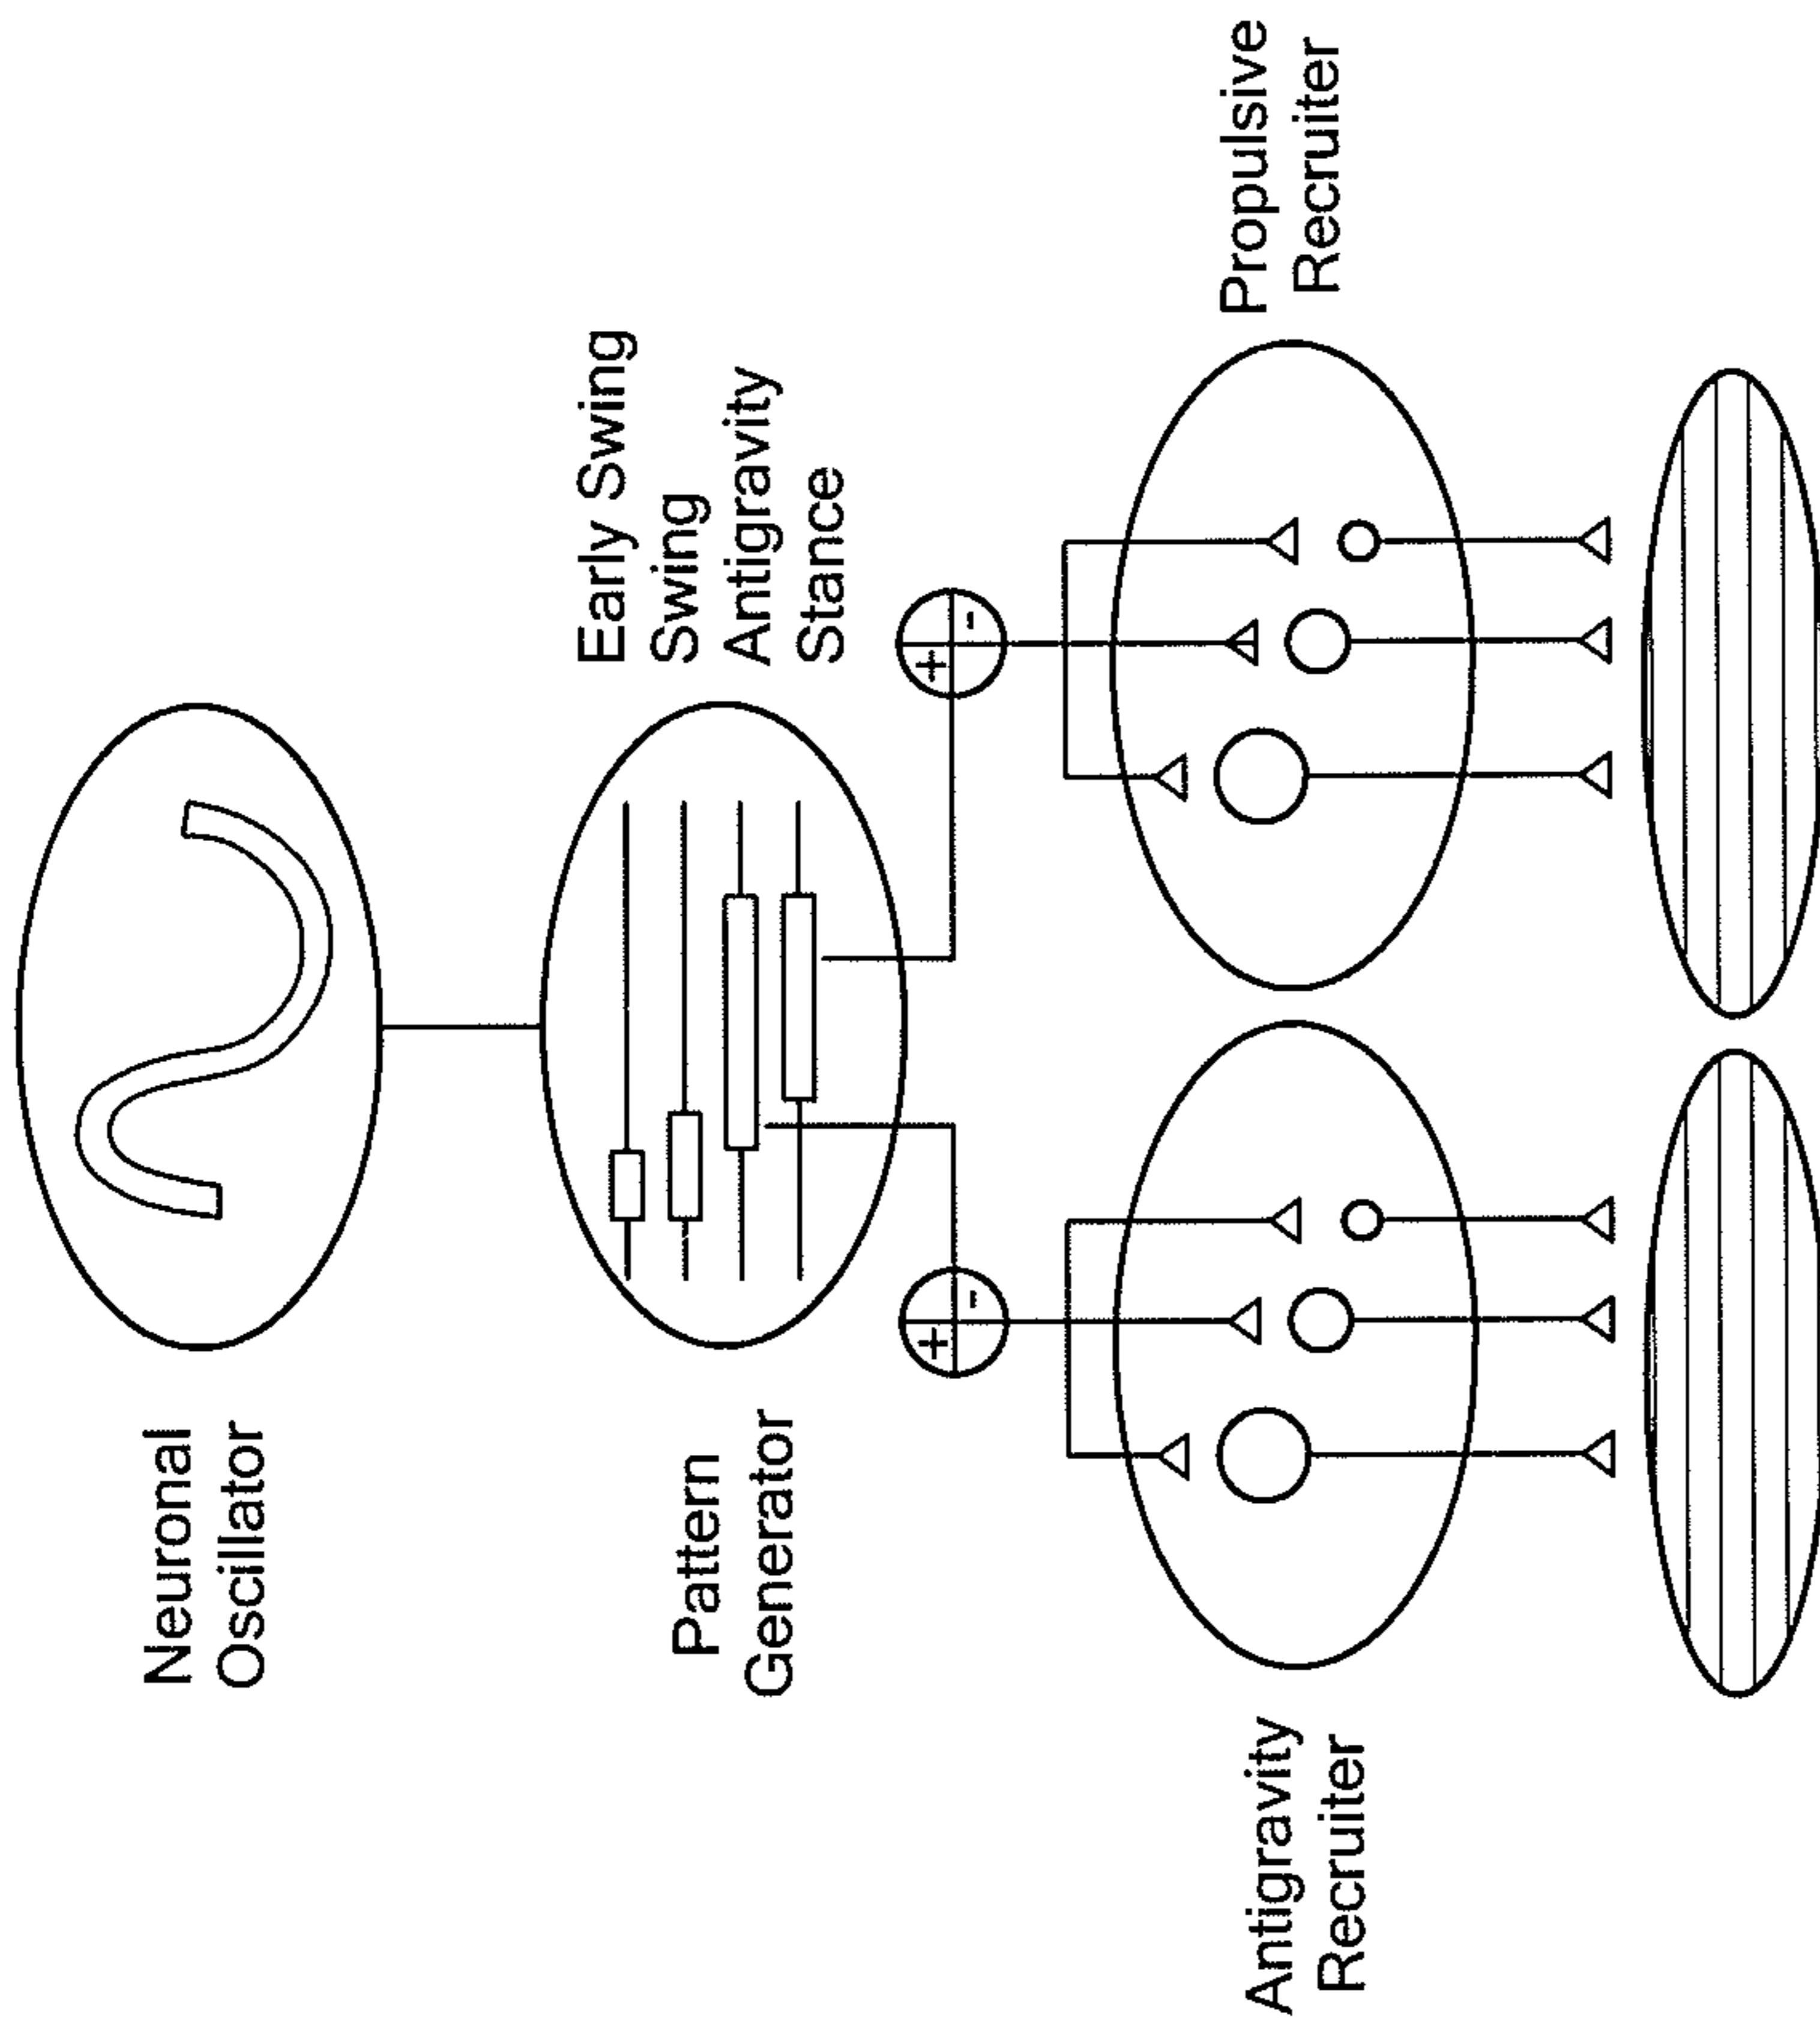 Neuronal
Oscillator
Pattern
Generator
Early Swing
Swing
Antigravity
Stance
+
-
+
-
Antigravity
Recruiter
Propulsive
Recruiter